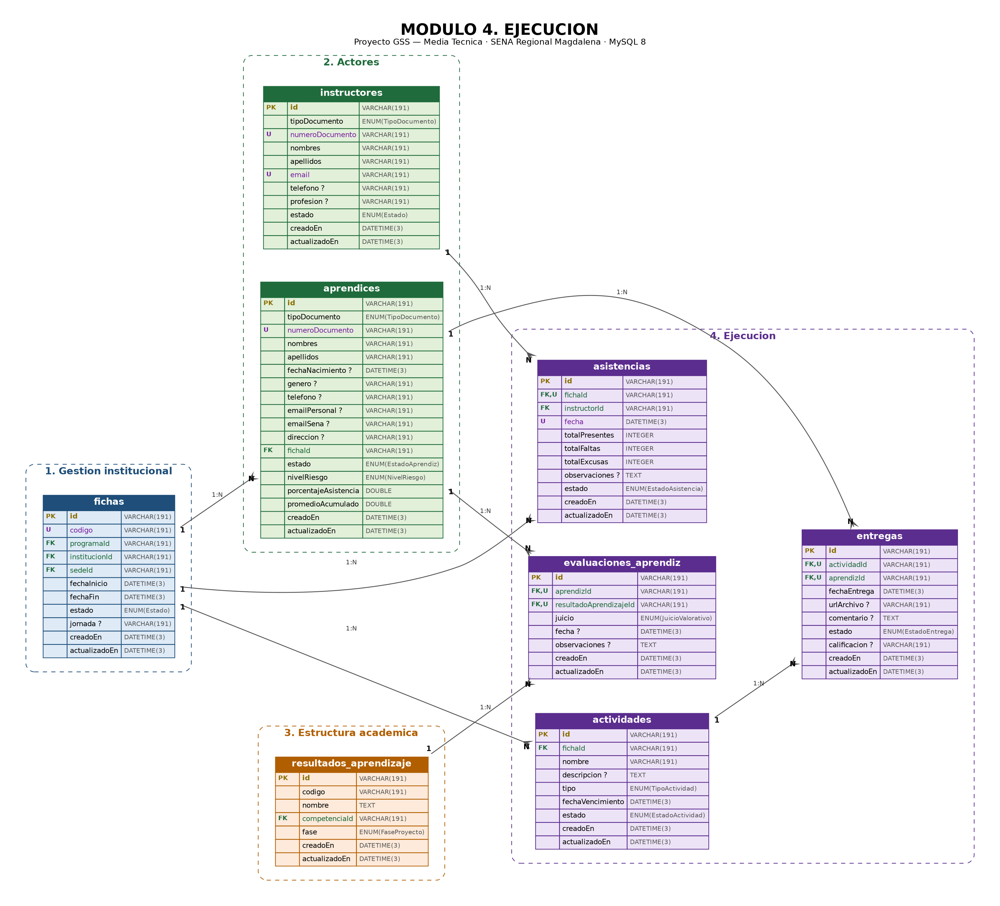 MODULO 4. EJECUCION
Proyecto GSS — Media Tecnica · SENA Regional Magdalena · MySQL 8
2. Actores
instructores
PK id VARCHAR(191)
tipoDocumento ENUM(TipoDocumento)
U numeroDocumento VARCHAR(191)
nombres VARCHAR(191)
apellidos VARCHAR(191)
U email VARCHAR(191)
telefono ? VARCHAR(191)
profesion ? VARCHAR(191)
estado ENUM(Estado)
creadoEn DATETIME(3)
actualizadoEn DATETIME(3)
1
1:N
N
aprendices
PK id VARCHAR(191)
tipoDocumento ENUM(TipoDocumento)
U numeroDocumento VARCHAR(191)
nombres VARCHAR(191)
apellidos VARCHAR(191)
fechaNacimiento ? DATETIME(3)
genero ? VARCHAR(191)
telefono ? VARCHAR(191)
emailPersonal ? VARCHAR(191)
emailSena ? VARCHAR(191)
direccion ? VARCHAR(191)
FK fichaId VARCHAR(191)
estado ENUM(EstadoAprendiz)
nivelRiesgo ENUM(NivelRiesgo)
porcentajeAsistencia DOUBLE
promedioAcumulado DOUBLE
creadoEn DATETIME(3)
actualizadoEn DATETIME(3)
1
1:N
N
1
1:N
N
1. Gestion institucional
fichas
PK id VARCHAR(191)
U codigo VARCHAR(191)
FK programaId VARCHAR(191)
FK institucionId VARCHAR(191)
FK sedeId VARCHAR(191)
fechaInicio DATETIME(3)
fechaFin DATETIME(3)
estado ENUM(Estado)
jornada ? VARCHAR(191)
creadoEn DATETIME(3)
actualizadoEn DATETIME(3)
1
1:N
N
1
1:N
N
1
1:N
N
3. Estructura academica
resultados_aprendizaje
PK id VARCHAR(191)
codigo VARCHAR(191)
nombre TEXT
FK competenciaId VARCHAR(191)
fase ENUM(FaseProyecto)
creadoEn DATETIME(3)
actualizadoEn DATETIME(3)
1
1:N
N
4. Ejecucion
asistencias
PK id VARCHAR(191)
FK,U fichaId VARCHAR(191)
FK instructorId VARCHAR(191)
U fecha DATETIME(3)
totalPresentes INTEGER
totalFaltas INTEGER
totalExcusas INTEGER
observaciones ? TEXT
estado ENUM(EstadoAsistencia)
creadoEn DATETIME(3)
actualizadoEn DATETIME(3)
evaluaciones_aprendiz
PK id VARCHAR(191)
FK,U aprendizId VARCHAR(191)
FK,U resultadoAprendizajeId VARCHAR(191)
juicio ENUM(JuicioValorativo)
fecha ? DATETIME(3)
observaciones ? TEXT
creadoEn DATETIME(3)
actualizadoEn DATETIME(3)
actividades
PK id VARCHAR(191)
FK fichaId VARCHAR(191)
nombre VARCHAR(191)
descripcion ? TEXT
tipo ENUM(TipoActividad)
fechaVencimiento DATETIME(3)
estado ENUM(EstadoActividad)
creadoEn DATETIME(3)
actualizadoEn DATETIME(3)
1
1:N
N
entregas
PK id VARCHAR(191)
FK,U actividadId VARCHAR(191)
FK,U aprendizId VARCHAR(191)
fechaEntrega DATETIME(3)
urlArchivo ? VARCHAR(191)
comentario ? TEXT
estado ENUM(EstadoEntrega)
calificacion ? VARCHAR(191)
creadoEn DATETIME(3)
actualizadoEn DATETIME(3)